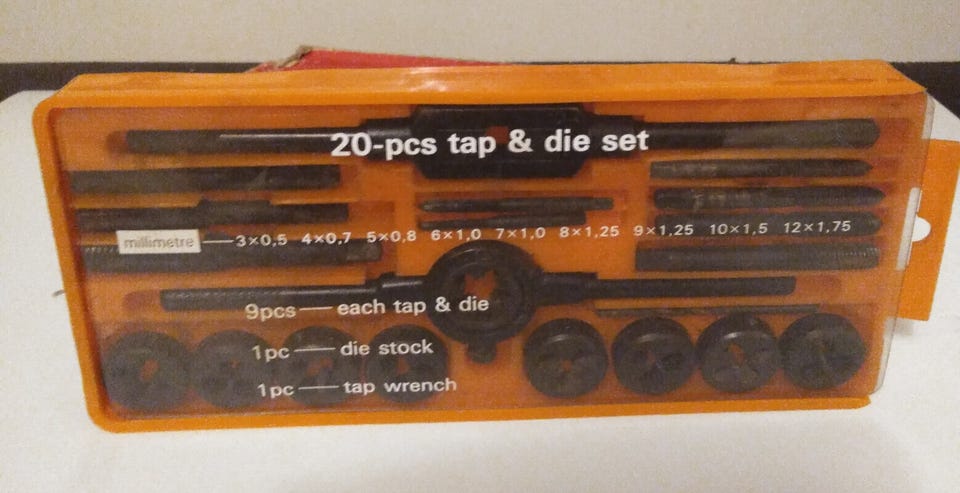 20-pcs tap & die set
millimetre — 3×0,5 4×0,7 5×0,8 6×1,0 7×1,0 8×1,25 9×1,25 10×1,5 12×1,75
9pcs — each tap & die
1pc — die stock
1pc — tap wrench